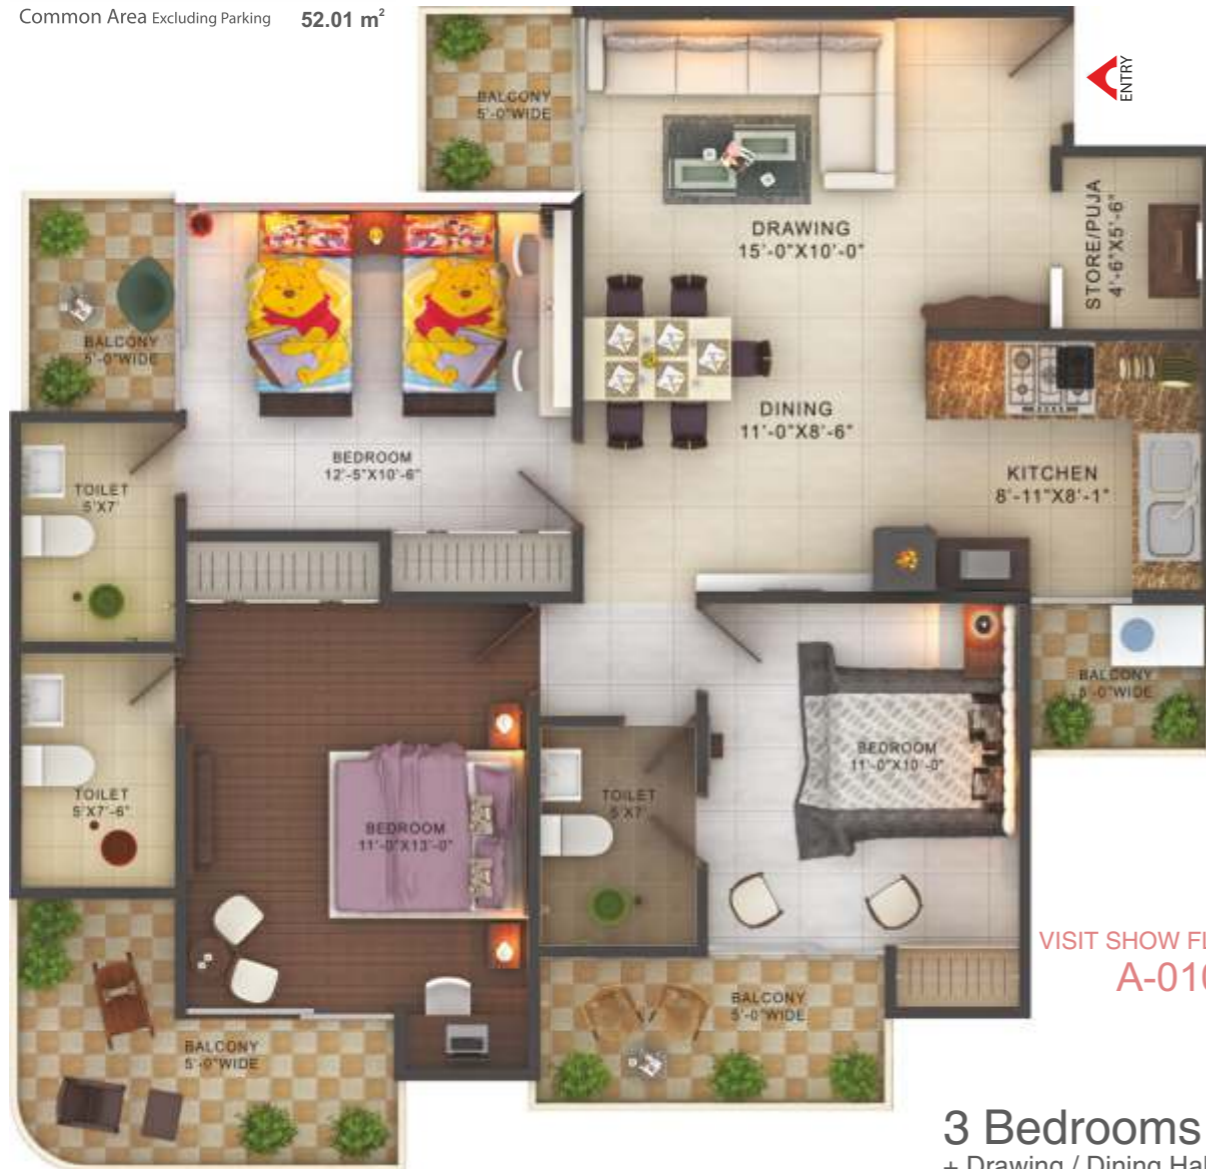 Common Area Excluding Parking 52.01 m²
BALCONY
5'-0"WIDE
ENTRY
DRAWING
15'-0"X10'-0"
STORE/PUJA
4'-6"X5'-6"
BALCONY
5'-0"WIDE
DINING
11'-0"X8'-6"
BEDROOM
12'-5"X10'-6"
KITCHEN
8'-11"X8'-1"
TOILET
5'X7'
BALCONY
5'-0"WIDE
BEDROOM
11'-0"X10'-0"
TOILET
5'X7'-6"
TOILET
5'X7'
BEDROOM
11'-0"X13'-0"
VISIT SHOW
A-010
BALCONY
5'-0"WIDE
BALCONY
5'-0"WIDE
3 Bedrooms
+ Drawing / Dining